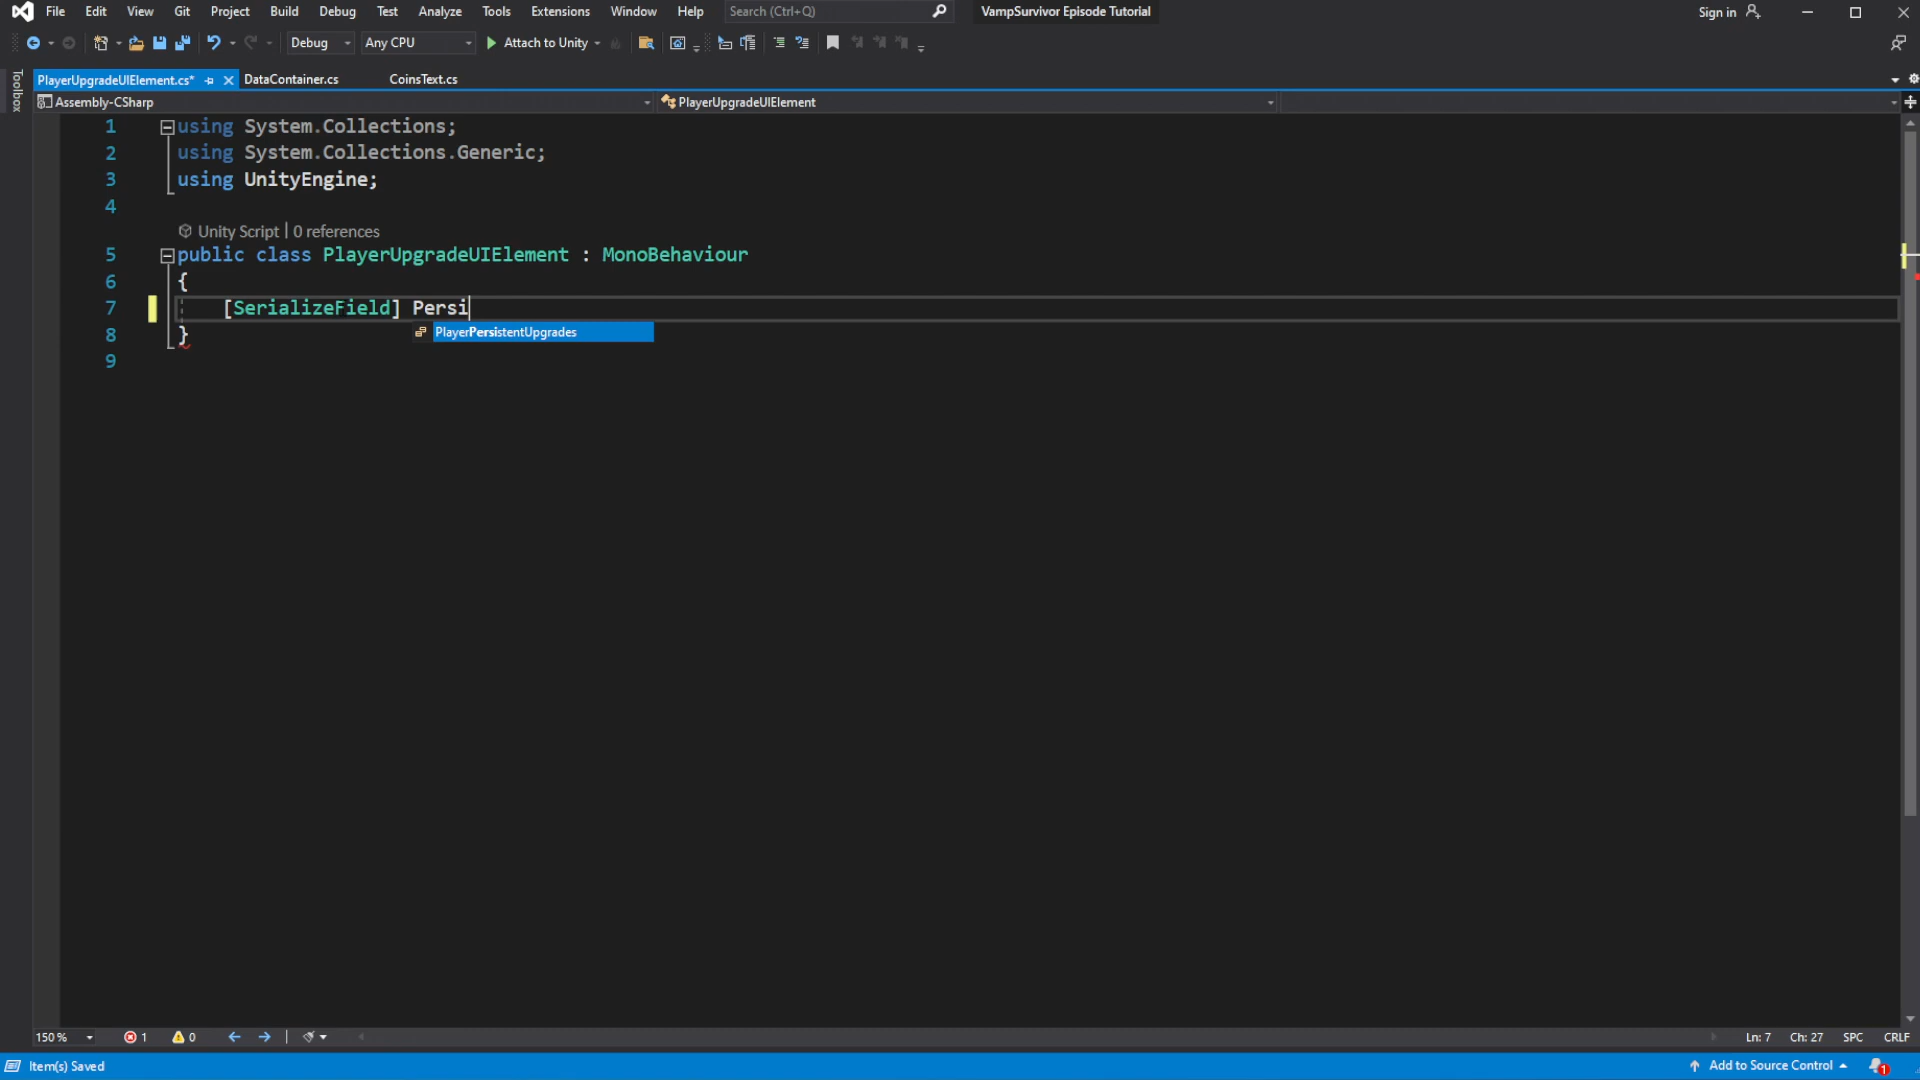 File Edit View Git Project Build Debug Test Analyze Tools Extensions Window Help Search (Ctrl+Q) VampSurvivor Episode Tutorial Sign in
Debug Any CPU Attach to Unity
Toolbox
PlayerUpgradeUIElement.cs* DataContainer.cs CoinsText.cs
Assembly-CSharp PlayerUpgradeUIElement
1 using System.Collections;
2 using System.Collections.Generic;
3 using UnityEngine;
4
Unity Script | 0 references
5 public class PlayerUpgradeUIElement : MonoBehaviour
6 {
7 [SerializeField] Persi
PlayerPersistentUpgrades
8 }
9
150 % 1 0 Ln: 7 Ch: 27 SPC CRLF
Item(s) Saved Add to Source Control 1